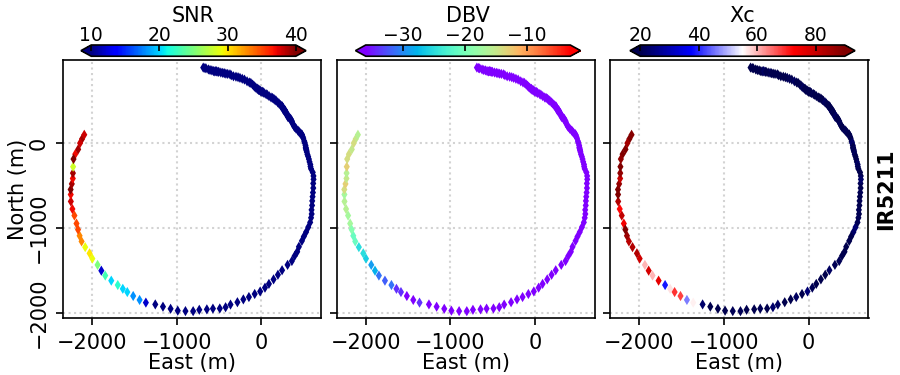 SNR DBV Xc
10 20 30 40 −30 −20 −10 20 40 60 80
North (m)
0
−1000
−2000
IR5211
−2000 −1000 0 −2000 −1000 0 −2000 −1000 0
East (m) East (m) East (m)